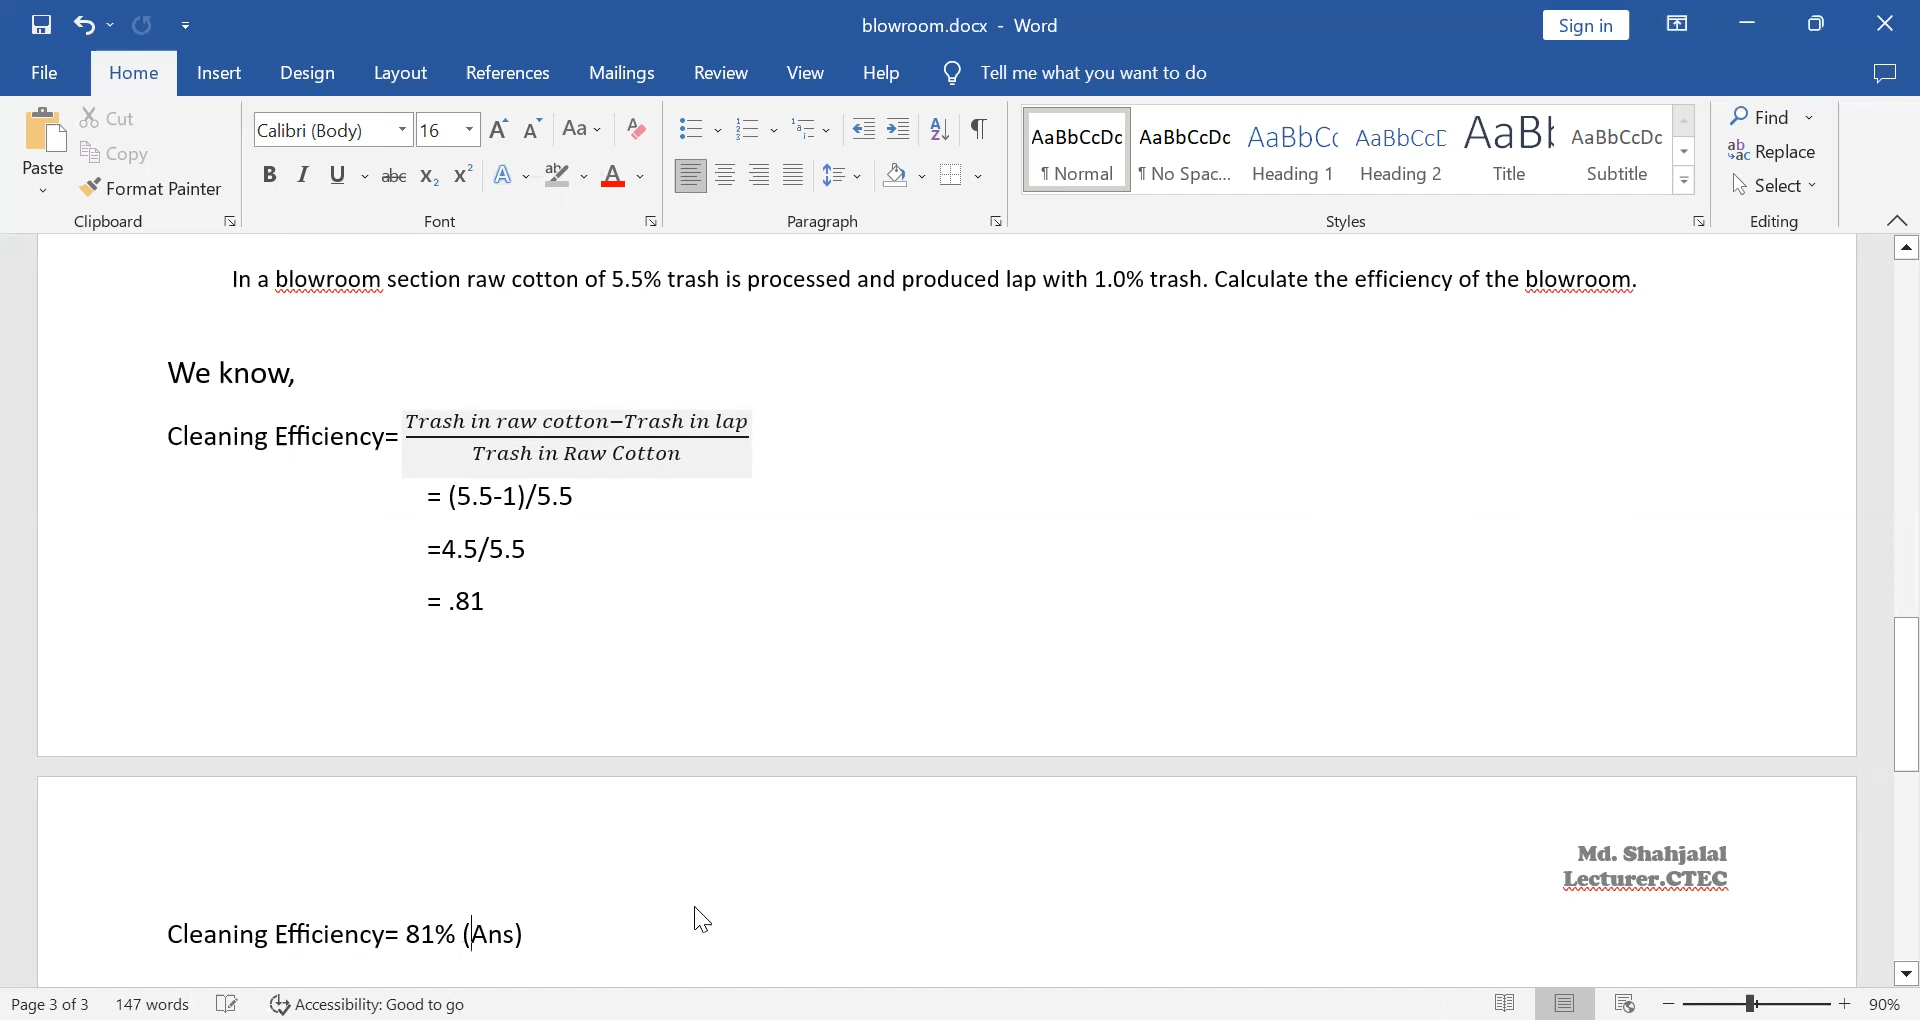 blowroom.docx - Word
Sign in
File Home Insert Design Layout References Mailings Review View Help Tell me what you want to do
Paste
Cut
Copy
Format Painter
Clipboard
Calibri (Body) 16
Font
Paragraph
AaBbCcDc AaBbCcDc AaBbCc AaBbCcD AaBb AaBbCcDc
¶ Normal ¶ No Spac... Heading 1 Heading 2 Title Subtitle
Styles
Find
Replace
Select
Editing
In a blowroom section raw cotton of 5.5% trash is processed and produced lap with 1.0% trash. Calculate the efficiency of the blowroom.
We know,
Trash in raw cotton−Trash in lap
Cleaning Efficiency=
Trash in Raw Cotton
= (5.5-1)/5.5
=4.5/5.5
= .81
Md. Shahjalal
Lecturer.CTEC
Cleaning Efficiency= 81% (Ans)
Page 3 of 3 147 words Accessibility: Good to go 90%